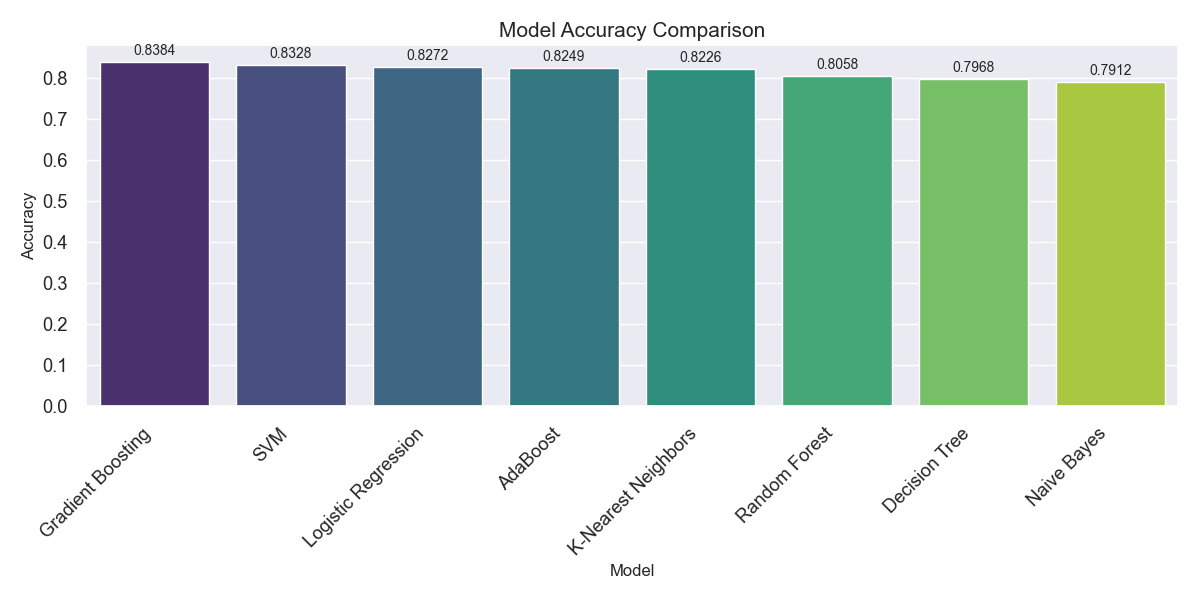 Model Accuracy Comparison
0.8384
0.8328
0.8272
0.8249
0.8226
0.8058
0.7968
0.7912
Accuracy
0.8
0.7
0.6
0.5
0.4
0.3
0.2
0.1
0.0
Gradient Boosting
SVM
Logistic Regression
AdaBoost
K-Nearest Neighbors
Random Forest
Decision Tree
Naive Bayes
Model